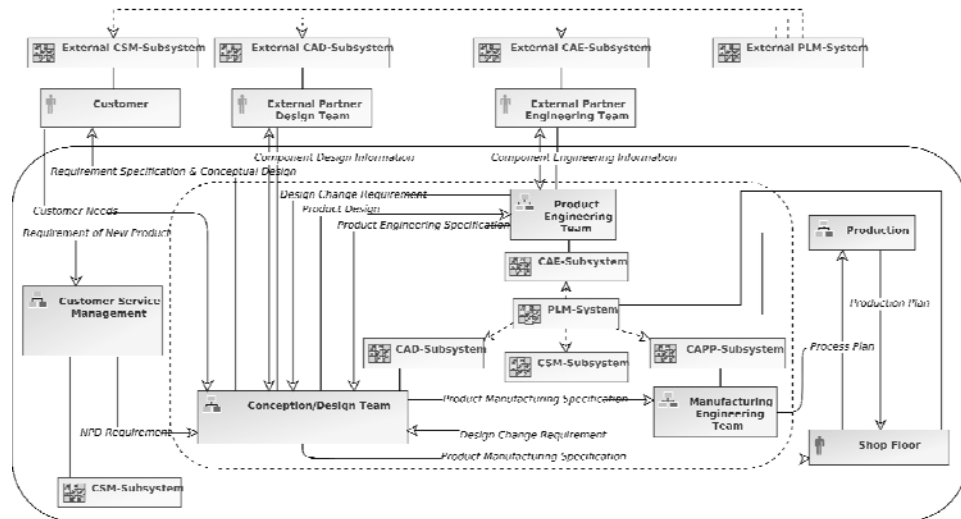 External CSM-Subsystem
External CAD-Subsystem
External CAE-Subsystem
External PLM-System
Customer
External Partner
Design Team
External Partner
Engineering Team
Component Design Information
Component Engineering Information
Requirement Specification & Conceptual Design
Design Change Requirement
Product Design
Product Engineering Specification
Product
Engineering
Team
Customer Needs
Requirement of New Product
Production
CAE-Subsystem
Customer Service
Management
PLM-System
Production Plan
CAD-Subsystem
CSM-Subsystem
CAPP-Subsystem
Process Plan
Conception/Design Team
Product Manufacturing Specification
Manufacturing
Engineering
Team
NPD Requirement
Design Change Requirement
Product Manufacturing Specification
Shop Floor
CSM-Subsystem